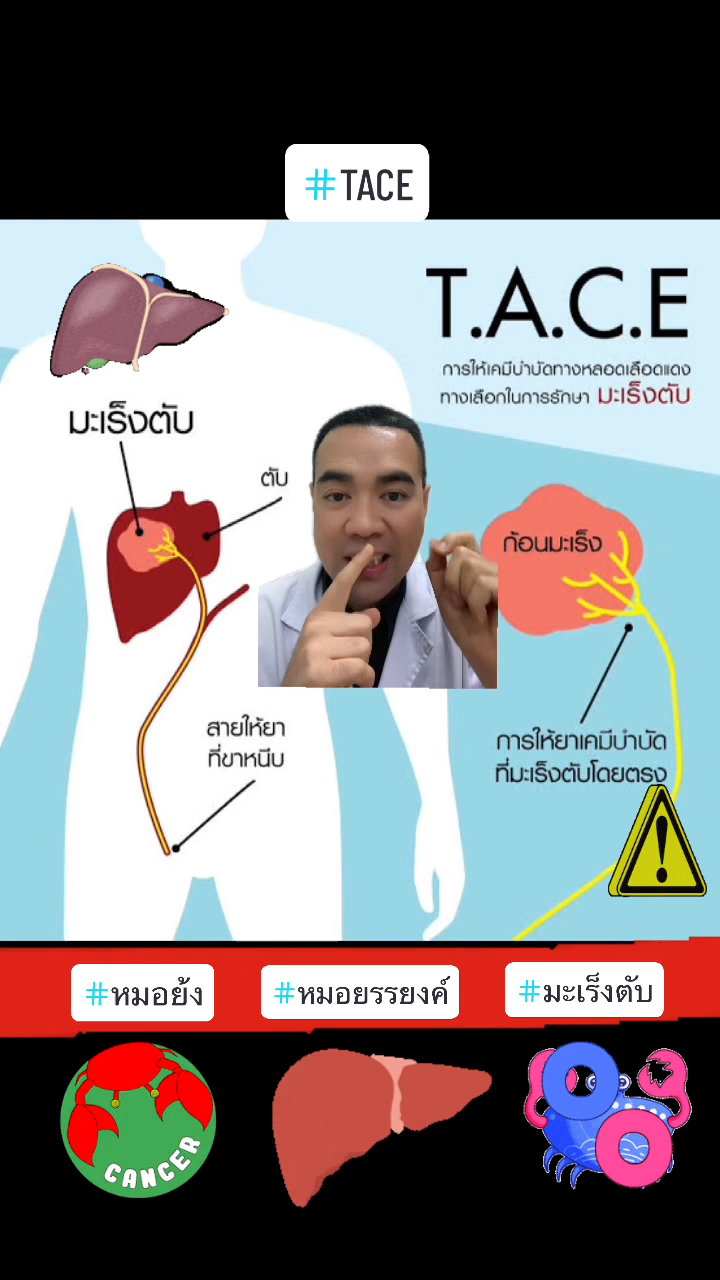 #TACE
T.A.C.E
การให้เคมีบำบัดทางหลอดเลือดแดง
ทางเลือกในการรักษา มะเร็งตับ
มะเร็งตับ
ตับ
ก้อนมะเร็ง
สายให้ยา
ที่ขาหนีบ
การให้ยาเคมีบำบัด
ที่มะเร็งตับโดยตรง
#หมอย้ง
#หมอยรรยงค์
#มะเร็งตับ
CANCER